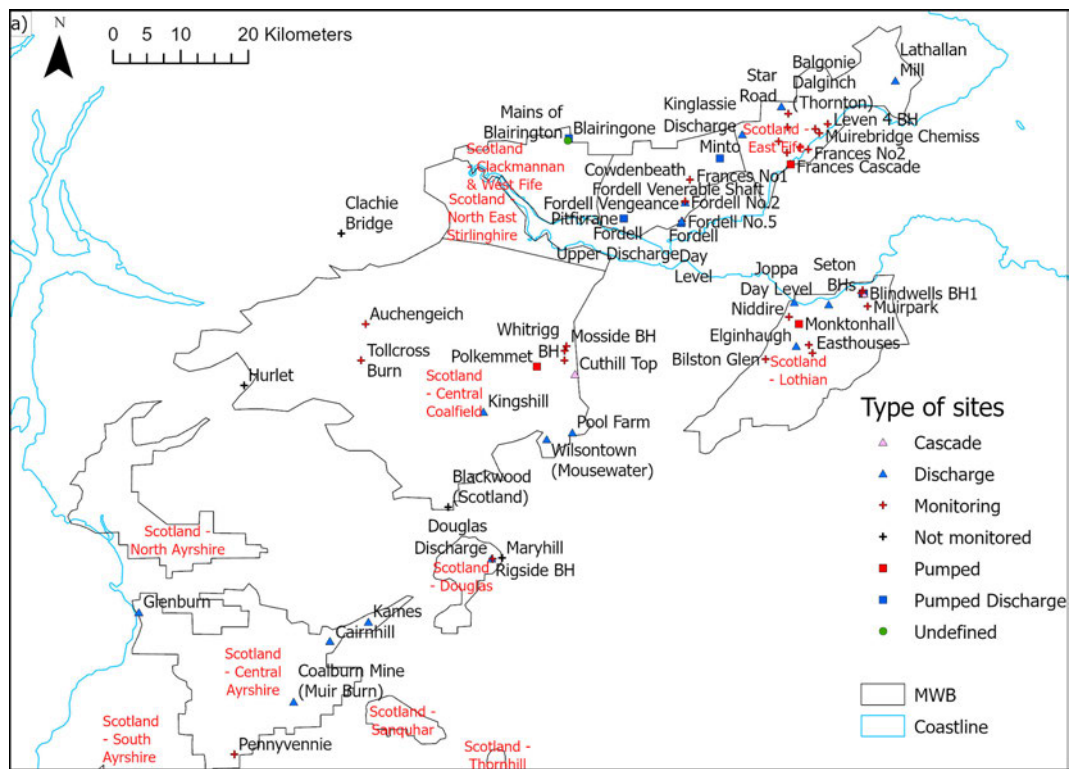 a)
N
0 5 10 20 Kilometers
Lathallan
Mill
Balgonie
Dalginch
(Thornton)
Star
Road
Leven 4 BH
Kinglassie
Discharge
Muirebridge Chemiss
Scotland -
East Fife
Mains of
Blairington
Blairingone
Minto
Frances No2
Frances Cascade
Scotland
- Clackmannan
& West Fife
Cowdenbeath
Frances No1
Fordell Venerable Shaft
Fordell Vengeance
Fordell No.2
Scotland
North East
Stirlinghire
Pitfirrane
Fordell No.5
Fordell
Fordell
Upper Discharge
Day
Level
Clachie
Bridge
Joppa
Day Level
Seton
BHs
Blindwells BH1
Muirpark
Niddire
Monktonhall
Elginhaugh
Easthouses
Bilston Glen
Scotland
- Lothian
Auchengeich
Whitrigg
BH
Mosside BH
Tollcross
Burn
Polkemmet
Cuthill Top
Hurlet
Scotland
- Central
Coalfield
Kingshill
Pool Farm
Wilsontown
(Mousewater)
Blackwood
(Scotland)
Douglas
Discharge
Maryhill
Rigside BH
Scotland
- Douglas
Scotland -
North Ayrshire
Glenburn
Kames
Cairnhill
Scotland
- Central
Ayrshire
Coalburn Mine
(Muir Burn)
Scotland -
Sanquhar
Scotland
- South
Ayrshire
Pennyvennie
Scotland -
Thornhill
Type of sites
Cascade
Discharge
Monitoring
Not monitored
Pumped
Pumped Discharge
Undefined
MWB
Coastline